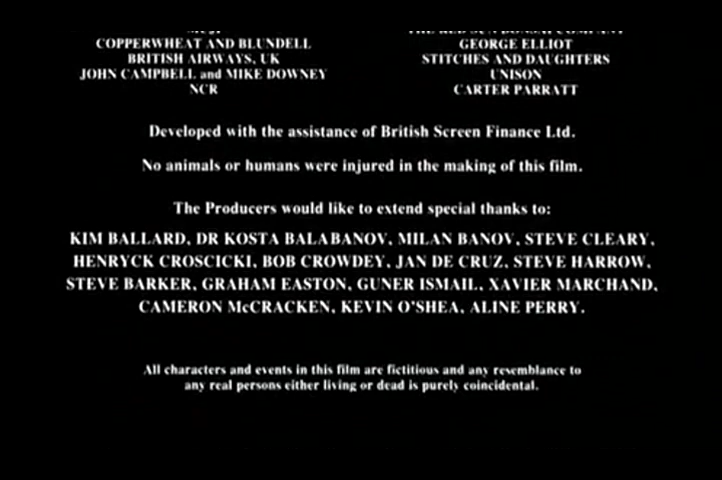 COPPERWHEAT AND BLUNDELL
BRITISH AIRWAYS, UK
JOHN CAMPBELL and MIKE DOWNEY
NCR
GEORGE ELLIOT
STITCHES AND DAUGHTERS
UNISON
CARTER PARRATT
Developed with the assistance of British Screen Finance Ltd.
No animals or humans were injured in the making of this film.
The Producers would like to extend special thanks to:
KIM BALLARD, DR KOSTA BALABANOV, MILAN BANOV, STEVE CLEARY,
HENRYCK CROSCICKI, BOB CROWDEY, JAN DE CRUZ, STEVE HARROW,
STEVE BARKER, GRAHAM EASTON, GUNER ISMAIL, XAVIER MARCHAND,
CAMERON McCRACKEN, KEVIN O'SHEA, ALINE PERRY.
All characters and events in this film are fictitious and any resemblance to
any real persons either living or dead is purely coincidental.